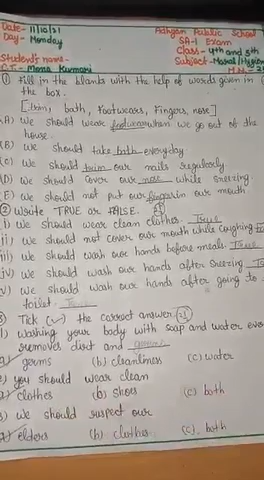 Date- 11/10/21 Adhyan Public School
Day- Monday SA-1 Exam
Class- 4th and 5th
Student's Name- Subject- Moral/Hygiene
C.T.- Mona Kumari M.M.-
① Fill in the blanks with the help of words given in
the box.
[trim, bath, Footwears, Fingers, nose]
(A) We should wear footwears when we go out of the
house.
(B) We should take bath everyday.
(C) We should trim our nails regularly.
(D) We should cover our nose while sneezing.
(E) We should not put our fingers in our mouth
② Write TRUE or FALSE.
(i) We should wear clean clothes. True
(ii) We should not cover our mouth while coughing
(iii) We should wash our hands before meals. True
(iv) We should wash our hands after sneezing
(v) We should wash our hands after going to
toilet.
③ Tick (✓) the correct answer.
1) Washing your body with soap and water
removes dirt and germs
(a) germs (b) cleanliness (c) water
2) You should wear clean
(a) clothes (b) shoes (c) both
3) We should suspect our
(a) elders (b) clothes (c) both